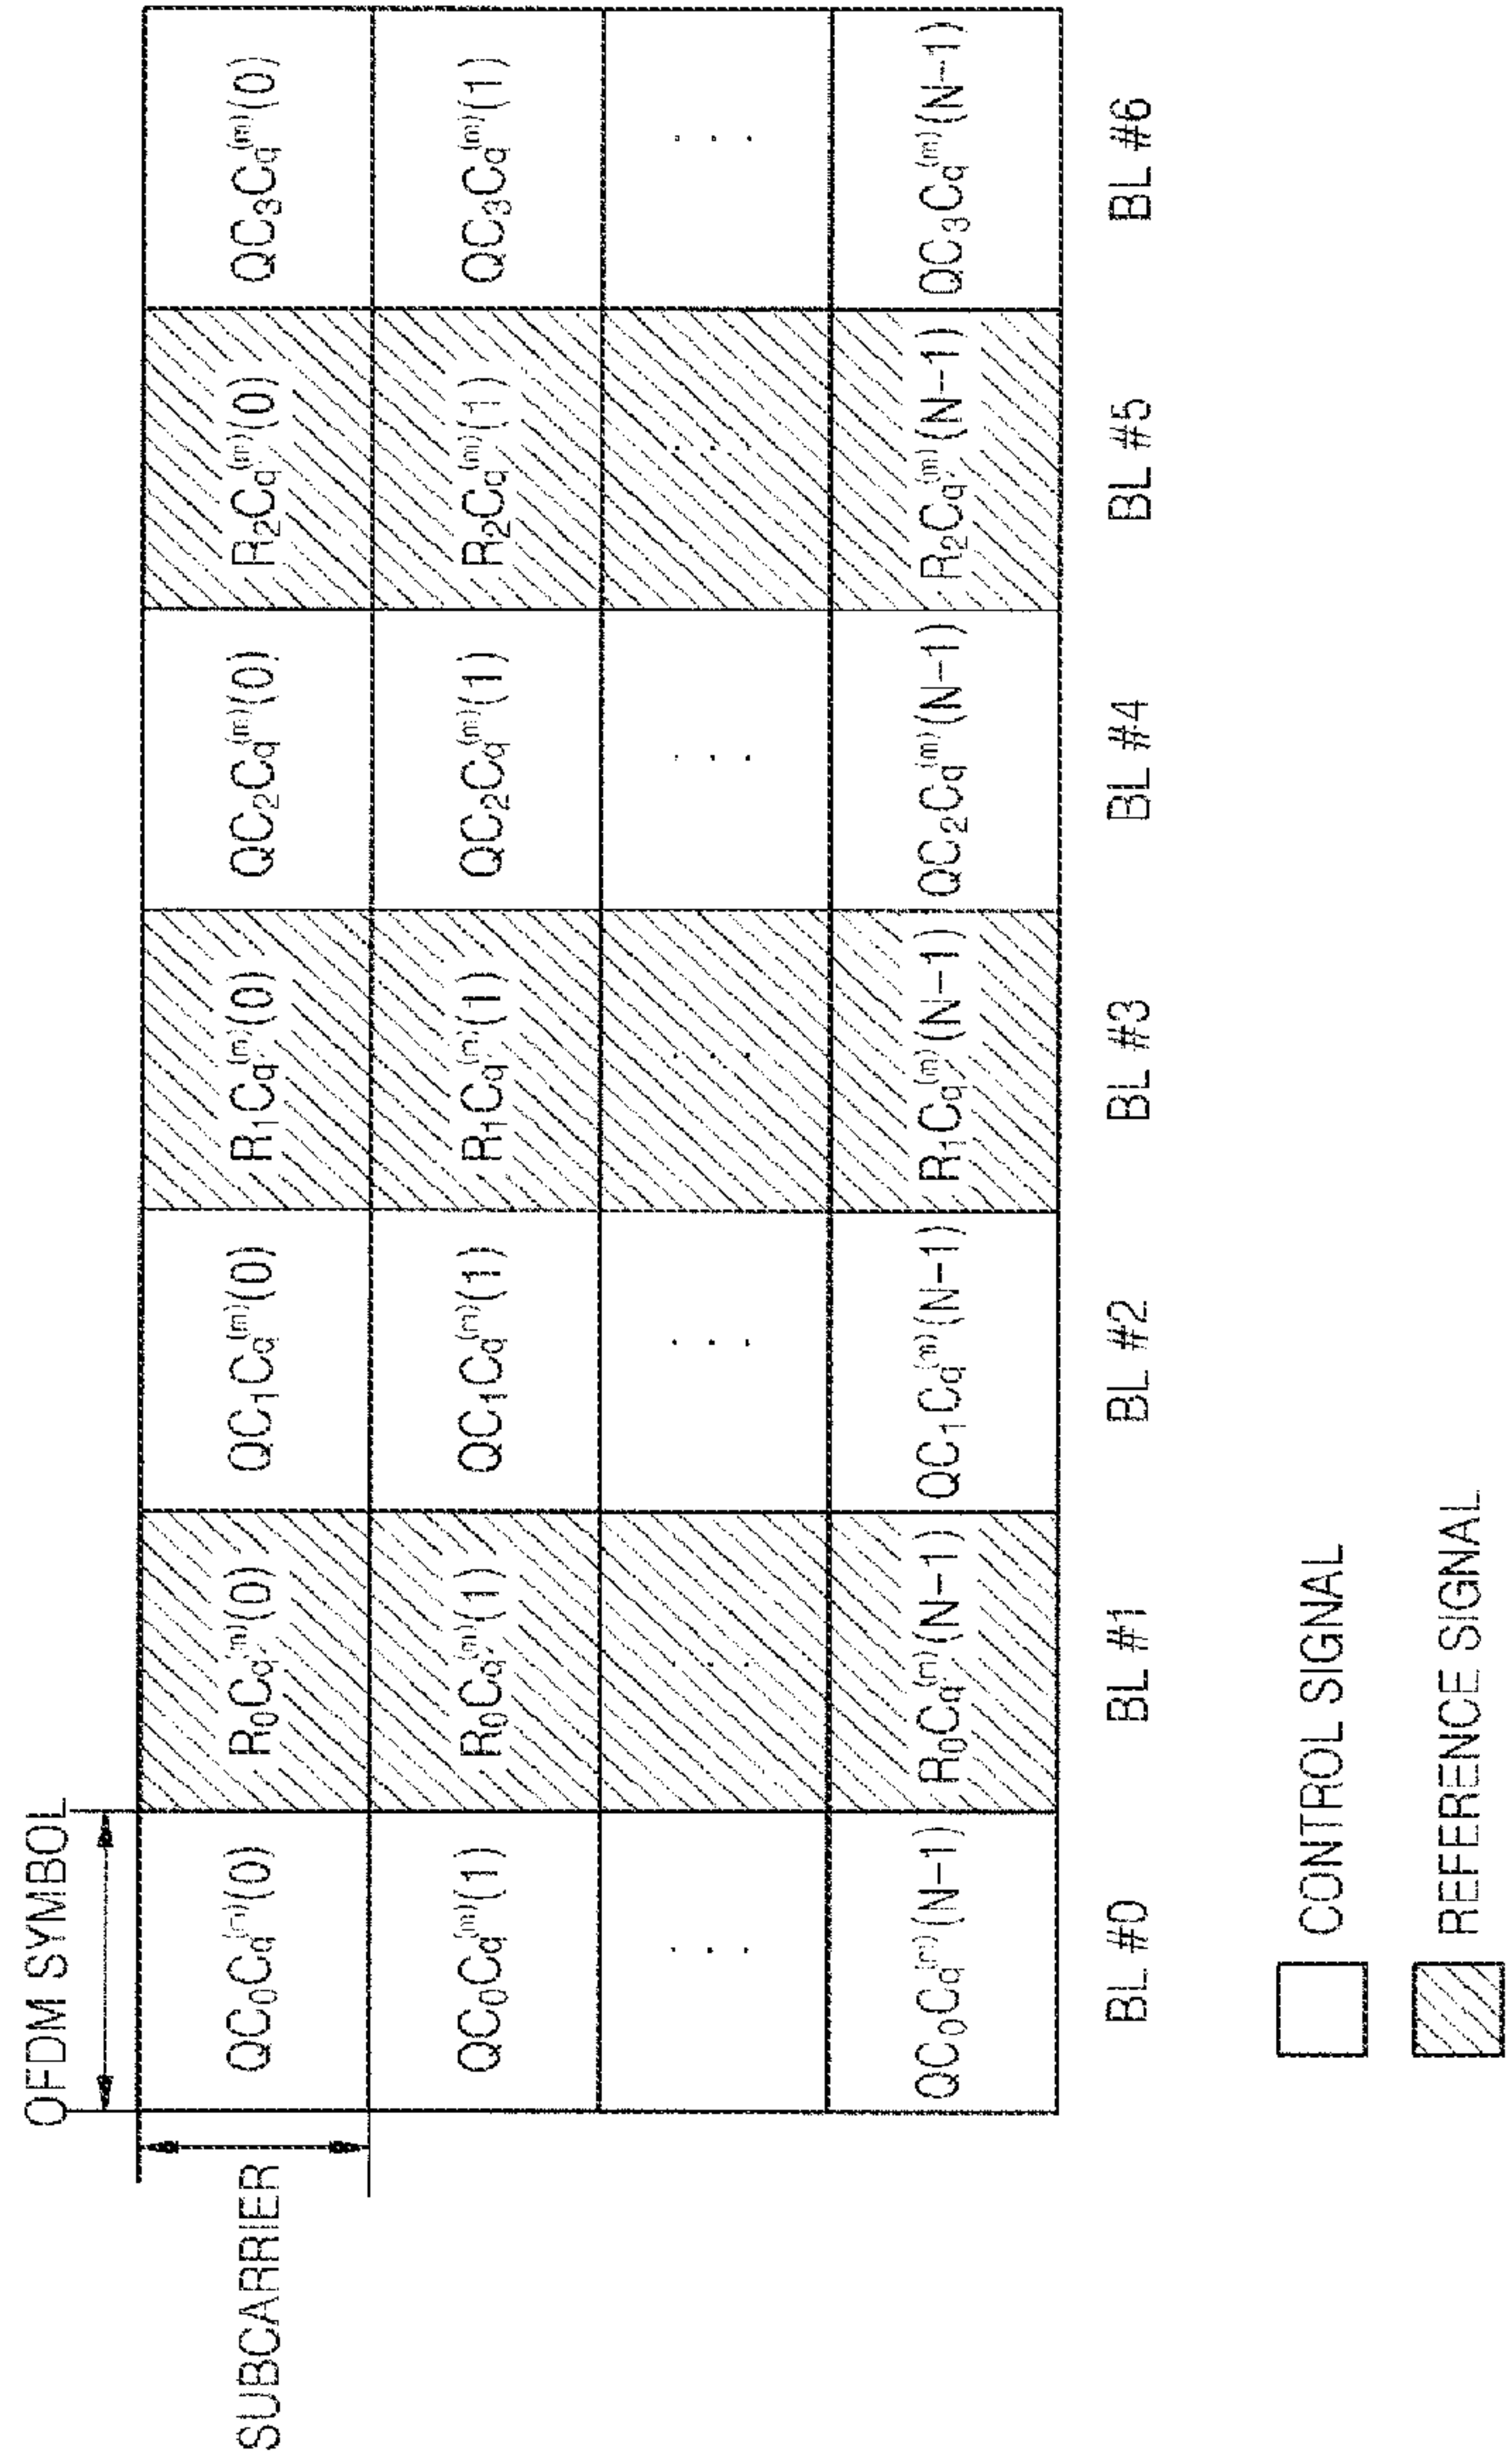 OFDM SYMBOL
SUBCARRIER
QC₀Cq⁽ᵐ⁾(0) R₀Cq⁽ᵐ⁾(0) QC₁Cq⁽ᵐ⁾(0) R₁Cq⁽ᵐ⁾(0) QC₂Cq⁽ᵐ⁾(0) R₂Cq⁽ᵐ⁾(0) QC₃Cq⁽ᵐ⁾(0)
QC₀Cq⁽ᵐ⁾(1) R₀Cq⁽ᵐ⁾(1) QC₁Cq⁽ᵐ⁾(1) R₁Cq⁽ᵐ⁾(1) QC₂Cq⁽ᵐ⁾(1) R₂Cq⁽ᵐ⁾(1) QC₃Cq⁽ᵐ⁾(1)
... ... ... ... ... ... ...
QC₀Cq⁽ᵐ⁾(N-1) R₀Cq⁽ᵐ⁾(N-1) QC₁Cq⁽ᵐ⁾(N-1) R₁Cq⁽ᵐ⁾(N-1) QC₂Cq⁽ᵐ⁾(N-1) R₂Cq⁽ᵐ⁾(N-1) QC₃Cq⁽ᵐ⁾(N-1)
BL #0 BL #1 BL #2 BL #3 BL #4 BL #5 BL #6
CONTROL SIGNAL
REFERENCE SIGNAL